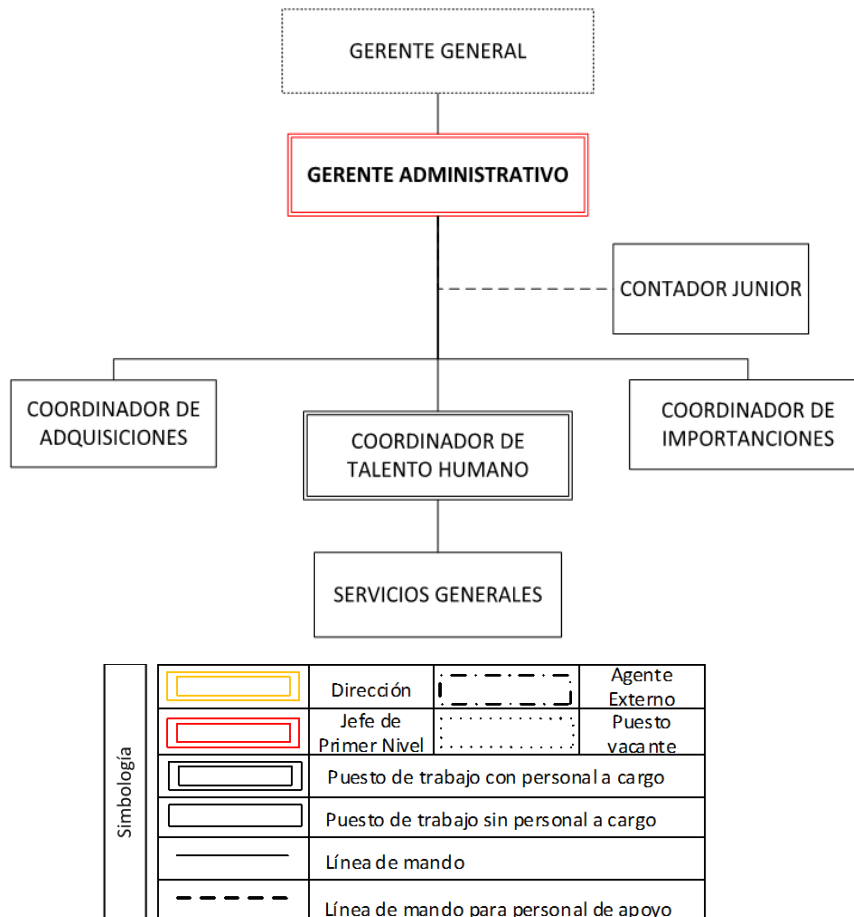 GERENTE GENERAL
GERENTE ADMINISTRATIVO
CONTADOR JUNIOR
COORDINADOR DE
ADQUISICIONES
COORDINADOR DE
TALENTO HUMANO
COORDINADOR DE
IMPORTANCIONES
SERVICIOS GENERALES
Simbología
Dirección
Agente
Externo
Jefe de
Primer Nivel
Puesto
vacante
Puesto de trabajo con personal a cargo
Puesto de trabajo sin personal a cargo
Línea de mando
Línea de mando para personal de apoyo